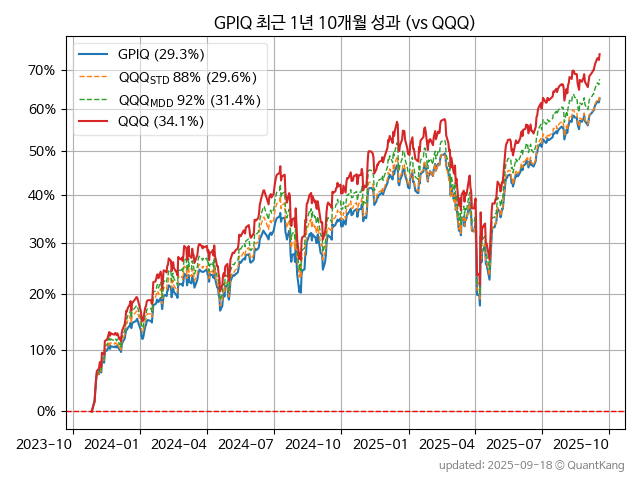 GPIQ 최근 1년 10개월 성과 (vs QQQ)
GPIQ (29.3%)
QQQSTD 88% (29.6%)
QQQMDD 92% (31.4%)
QQQ (34.1%)
70%
60%
50%
40%
30%
20%
10%
0%
2023-10 2024-01 2024-04 2024-07 2024-10 2025-01 2025-04 2025-07 2025-10
updated: 2025-09-18 © QuantKang